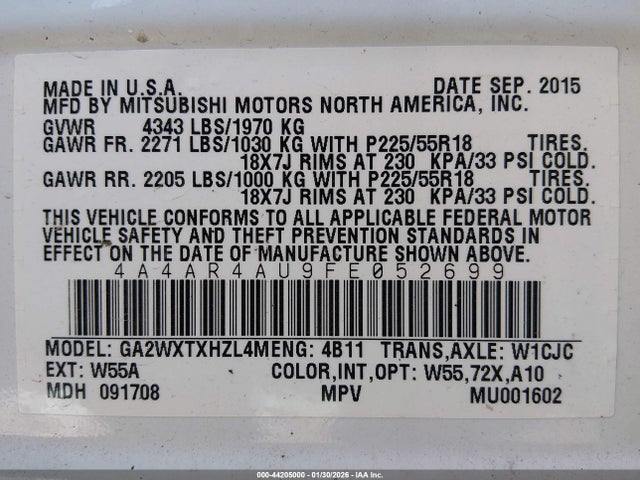 MADE IN U.S.A. DATE SEP. 2015
MFD BY MITSUBISHI MOTORS NORTH AMERICA, INC.
GVWR 4343 LBS/1970 KG
GAWR FR. 2271 LBS/1030 KG WITH P225/55R18 TIRES.
18X7J RIMS AT 230 KPA/33 PSI COLD.
GAWR RR. 2205 LBS/1000 KG WITH P225/55R18 TIRES.
18X7J RIMS AT 230 KPA/33 PSI COLD.
THIS VEHICLE CONFORMS TO ALL APPLICABLE FEDERAL MOTOR
VEHICLE SAFETY AND THEFT PREVENTION STANDARDS IN
EFFECT ON THE DATE OF MANUFACTURE SHOWN ABOVE.
4A4AR4AU9FE052699
MODEL: GA2WXTXHZL4MENG: 4B11 TRANS,AXLE: W1CJC
EXT: W55A COLOR,INT,OPT: W55,72X,A10
MDH 091708 MPV MU001602
000-44205000 - 01/30/2026 - IAA Inc.